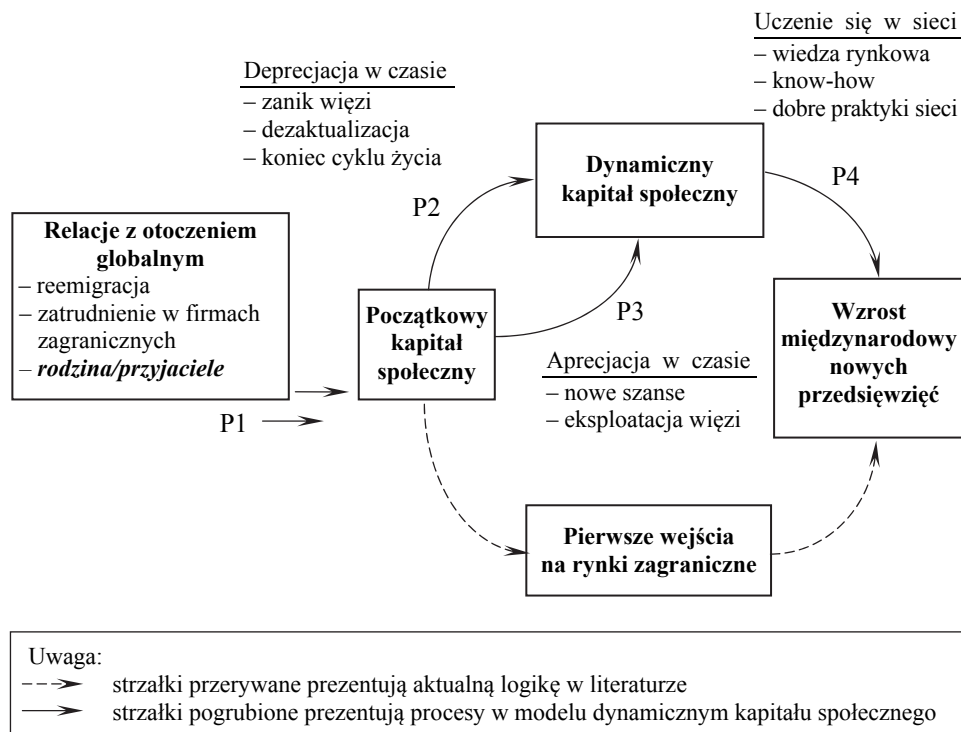 Uczenie się w sieci
– wiedza rynkowa
– know-how
– dobre praktyki sieci
Deprecjacja w czasie
– zanik więzi
– dezaktualizacja
– koniec cyklu życia
Dynamiczny
kapitał społeczny
P4
P2
Relacje z otoczeniem
globalnym
– reemigracja
– zatrudnienie w firmach
zagranicznych
– rodzina/przyjaciele
P1
Początkowy
kapitał
społeczny
P3
Aprecjacja w czasie
– nowe szanse
– eksploatacja więzi
Wzrost
międzynarodowy
nowych
przedsięwzięć
Pierwsze wejścia
na rynki zagraniczne
Uwaga:
strzałki przerywane prezentują aktualną logikę w literaturze
strzałki pogrubione prezentują procesy w modelu dynamicznym kapitału społecznego